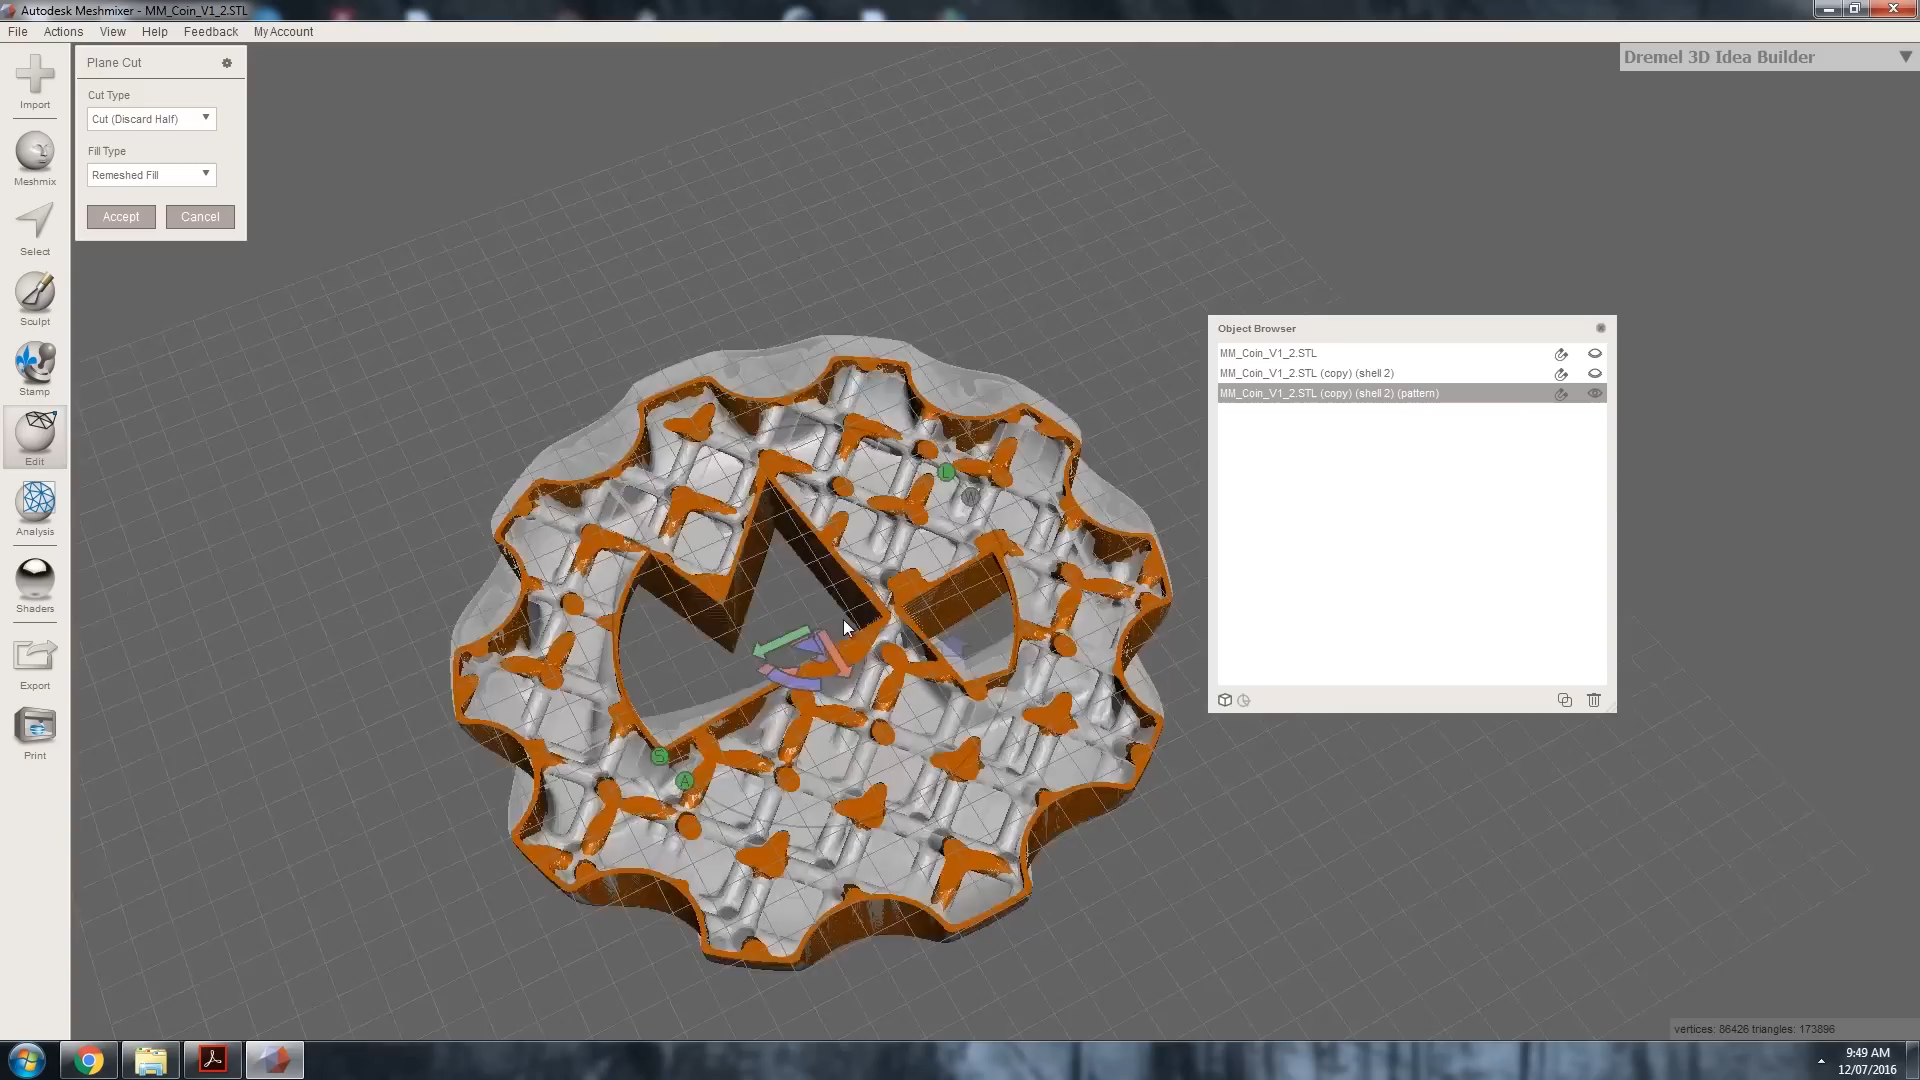 Autodesk Meshmixer - MM_Coin_V1_2.STL
File Actions View Help Feedback My Account
Plane Cut
Cut Type
Cut (Discard Half)
Fill Type
Remeshed Fill
Accept Cancel
Import
Meshmix
Select
Sculpt
Stamp
Edit
Analysis
Shaders
Export
Print
Dremel 3D Idea Builder
Object Browser
MM_Coin_V1_2.STL
MM_Coin_V1_2.STL (copy) (shell 2)
MM_Coin_V1_2.STL (copy) (shell 2) (pattern)
L
W
S
A
vertices: 86426 triangles: 173896
9:49 AM
12/07/2016